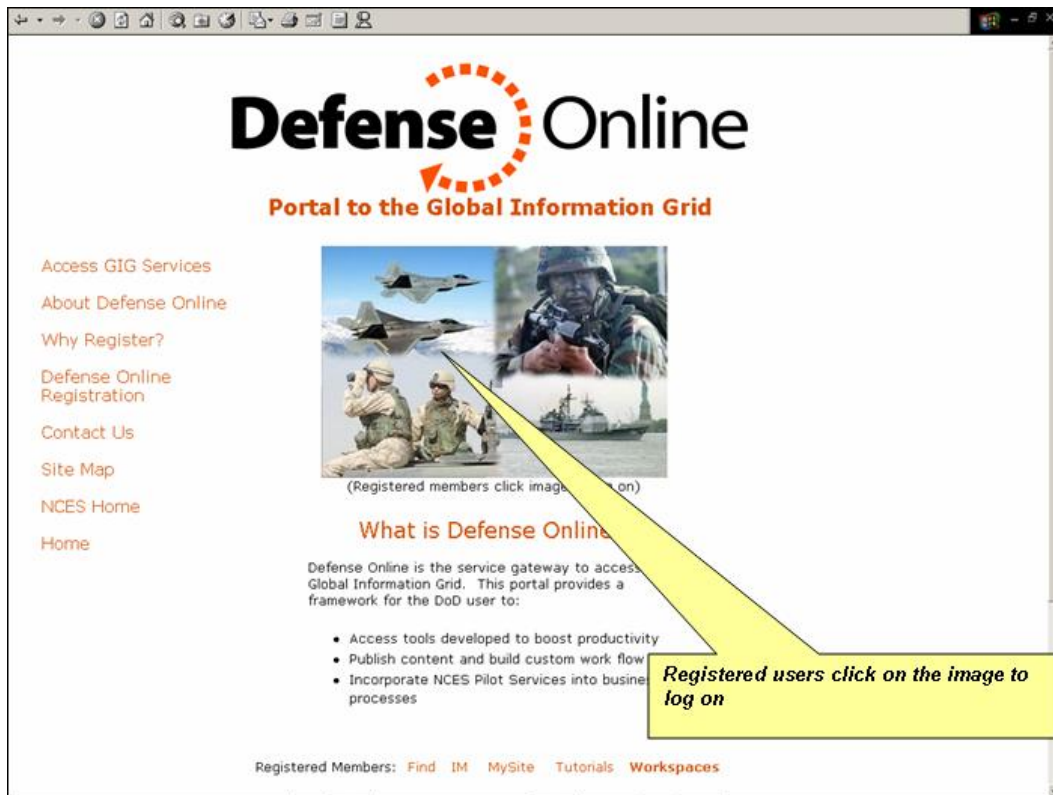 Defense Online
Portal to the Global Information Grid
Access GIG Services
About Defense Online
Why Register?
Defense Online
Registration
Contact Us
Site Map
NCES Home
Home
(Registered members click image on)
What is Defense Online
Defense Online is the service gateway to access
Global Information Grid. This portal provides a
framework for the DoD user to:
• Access tools developed to boost productivity
• Publish content and build custom work flow
• Incorporate NCES Pilot Services into
processes
Registered users click on the image to
log on
Registered Members: Find IM MySite Tutorials Workspaces